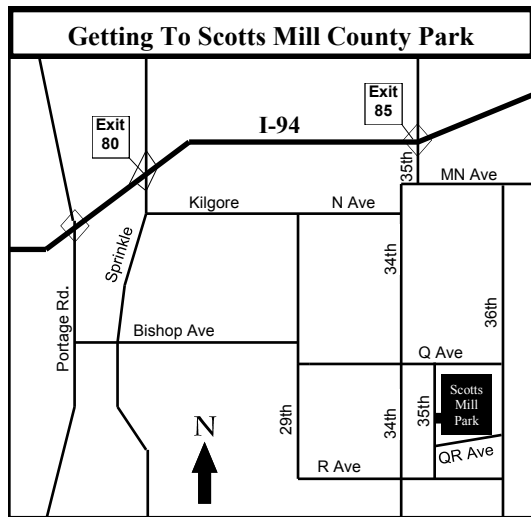 Getting To Scotts Mill County Park
Exit
85
Exit
80
I-94
35th
MN Ave
Kilgore
N Ave
Sprinkle
34th
36th
Portage Rd.
Bishop Ave
Q Ave
Scotts
Mill
Park
35th
29th
34th
N
QR Ave
R Ave